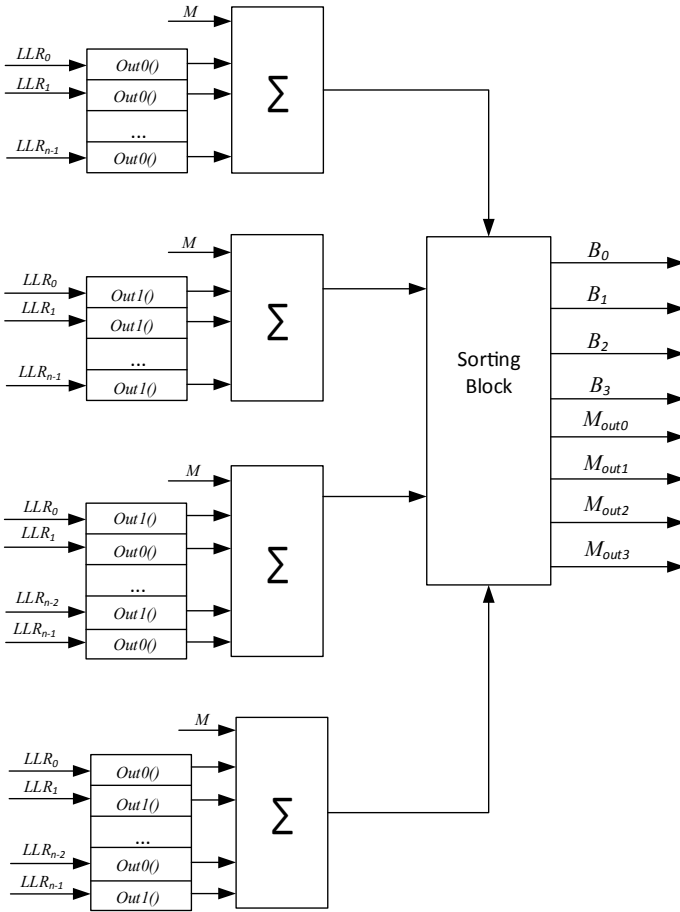 M
LLR0
Out0()
LLR1
Out0()
...
LLRn-1
Out0()
∑
M
LLR0
Out1()
LLR1
Out1()
...
LLRn-1
Out1()
∑
M
LLR0
Out1()
LLR1
Out0()
...
LLRn-2
Out1()
LLRn-1
Out0()
∑
M
LLR0
Out0()
LLR1
Out1()
...
LLRn-2
Out0()
LLRn-1
Out1()
∑
Sorting
Block
B0
B1
B2
B3
Mout0
Mout1
Mout2
Mout3